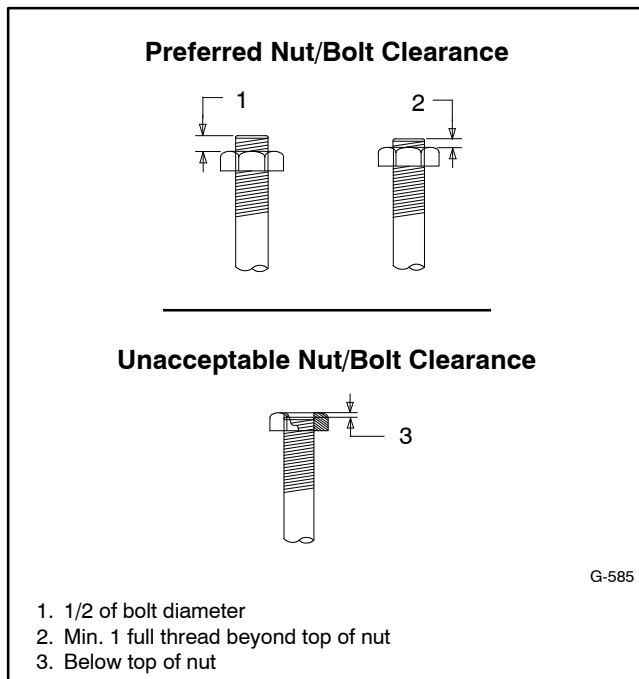 Preferred Nut/Bolt Clearance
1
2
Unacceptable Nut/Bolt Clearance
3
G-585
1. 1/2 of bolt diameter
2. Min. 1 full thread beyond top of nut
3. Below top of nut